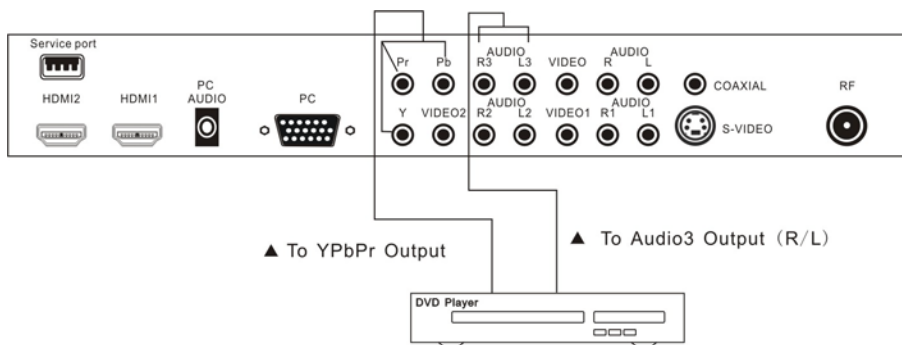 Service port
HDMI2
HDMI1
PC
AUDIO
PC
Pr
Pb
AUDIO
R3
L3
VIDEO
AUDIO
R
L
COAXIAL
RF
Y
VIDEO2
AUDIO
R2
L2
VIDEO1
AUDIO
R1
L1
S-VIDEO
▲ To YPbPr Output
▲ To Audio3 Output (R/L)
DVD Player